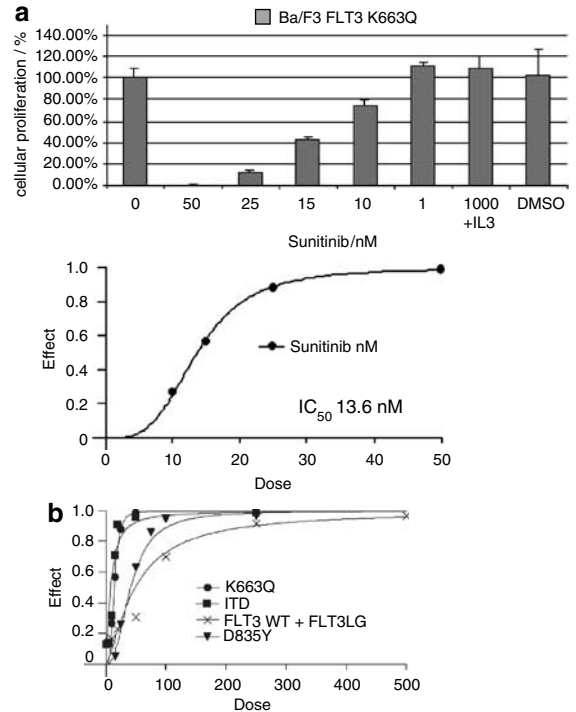 a
Ba/F3 FLT3 K663Q
cellular proliferation / %
140.00%
120.00%
100.00%
80.00%
60.00%
40.00%
20.00%
0.00%
0 50 25 15 10 1 1000 +IL3 DMSO
Sunitinib/nM
Effect
1.0
0.8
0.6
0.4
0.2
0
Sunitinib nM
IC50 13.6 nM
10 20 30 40 50
Dose
b
Effect
1.0
0.8
0.6
0.4
0.2
0
K663Q
ITD
FLT3 WT + FLT3LG
D835Y
0 100 200 300 400 500
Dose